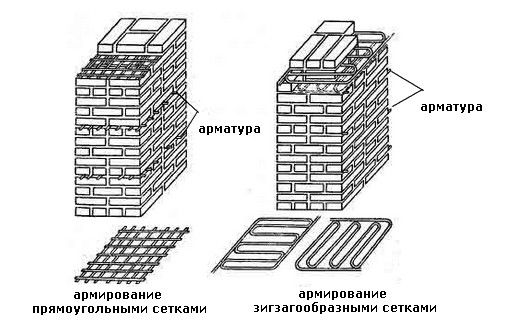 арматура
арматура
армирование
прямоугольными сетками
армирование
зигзагообразными сетками